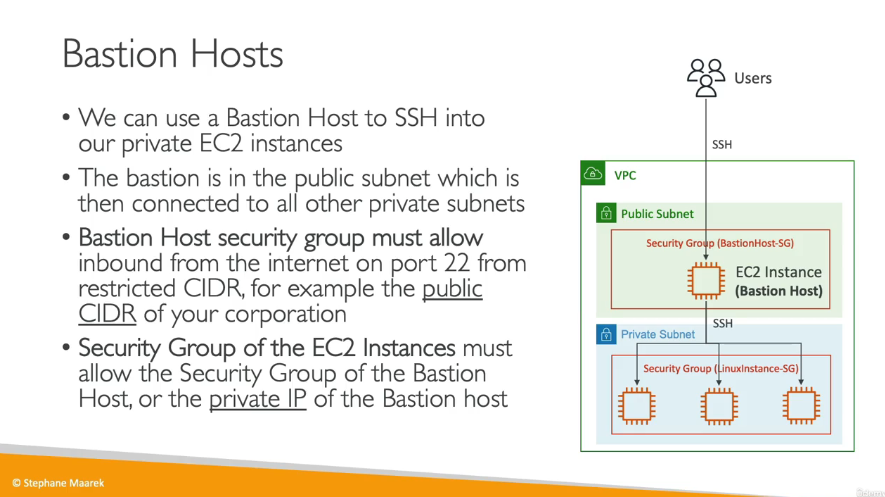 Bastion Hosts
• We can use a Bastion Host to SSH into
our private EC2 instances
• The bastion is in the public subnet which is
then connected to all other private subnets
• Bastion Host security group must allow
inbound from the internet on port 22 from
restricted CIDR, for example the public
CIDR of your corporation
• Security Group of the EC2 Instances must
allow the Security Group of the Bastion
Host, or the private IP of the Bastion host
Users
SSH
VPC
Public Subnet
Security Group (BastionHost-SG)
EC2 Instance
(Bastion Host)
SSH
Private Subnet
Security Group (LinuxInstance-SG)
© Stephane Maarek
ûdemy